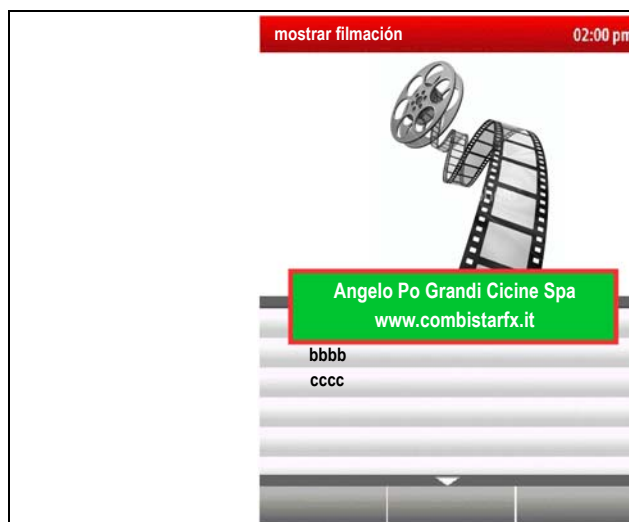 mostrar filmación
02:00 pm
Angelo Po Grandi Cicine Spa
www.combistarfx.it
bbbb
cccc